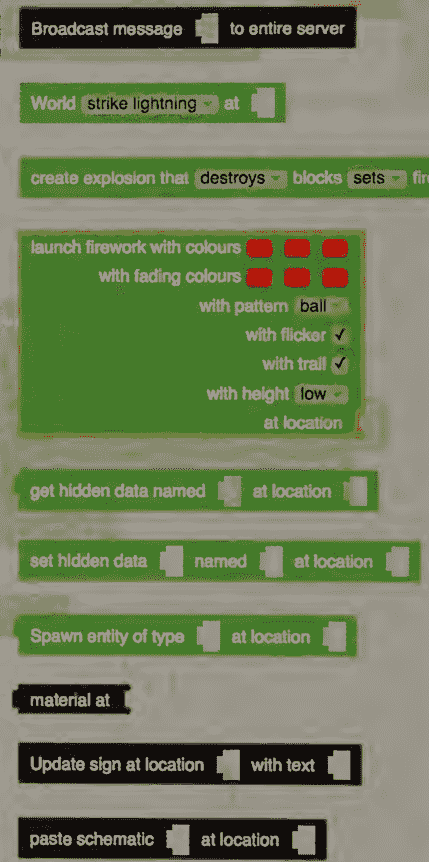 Broadcast message to entire server
World strike lightning at
create explosion that destroys blocks sets fir
launch firework with colours
with fading colours
with pattern ball
with flicker ✓
with trail ✓
with height low
at location
get hidden data named at location
set hidden data named at location
Spawn entity of type at location
material at
Update sign at location with text
paste schematic at location